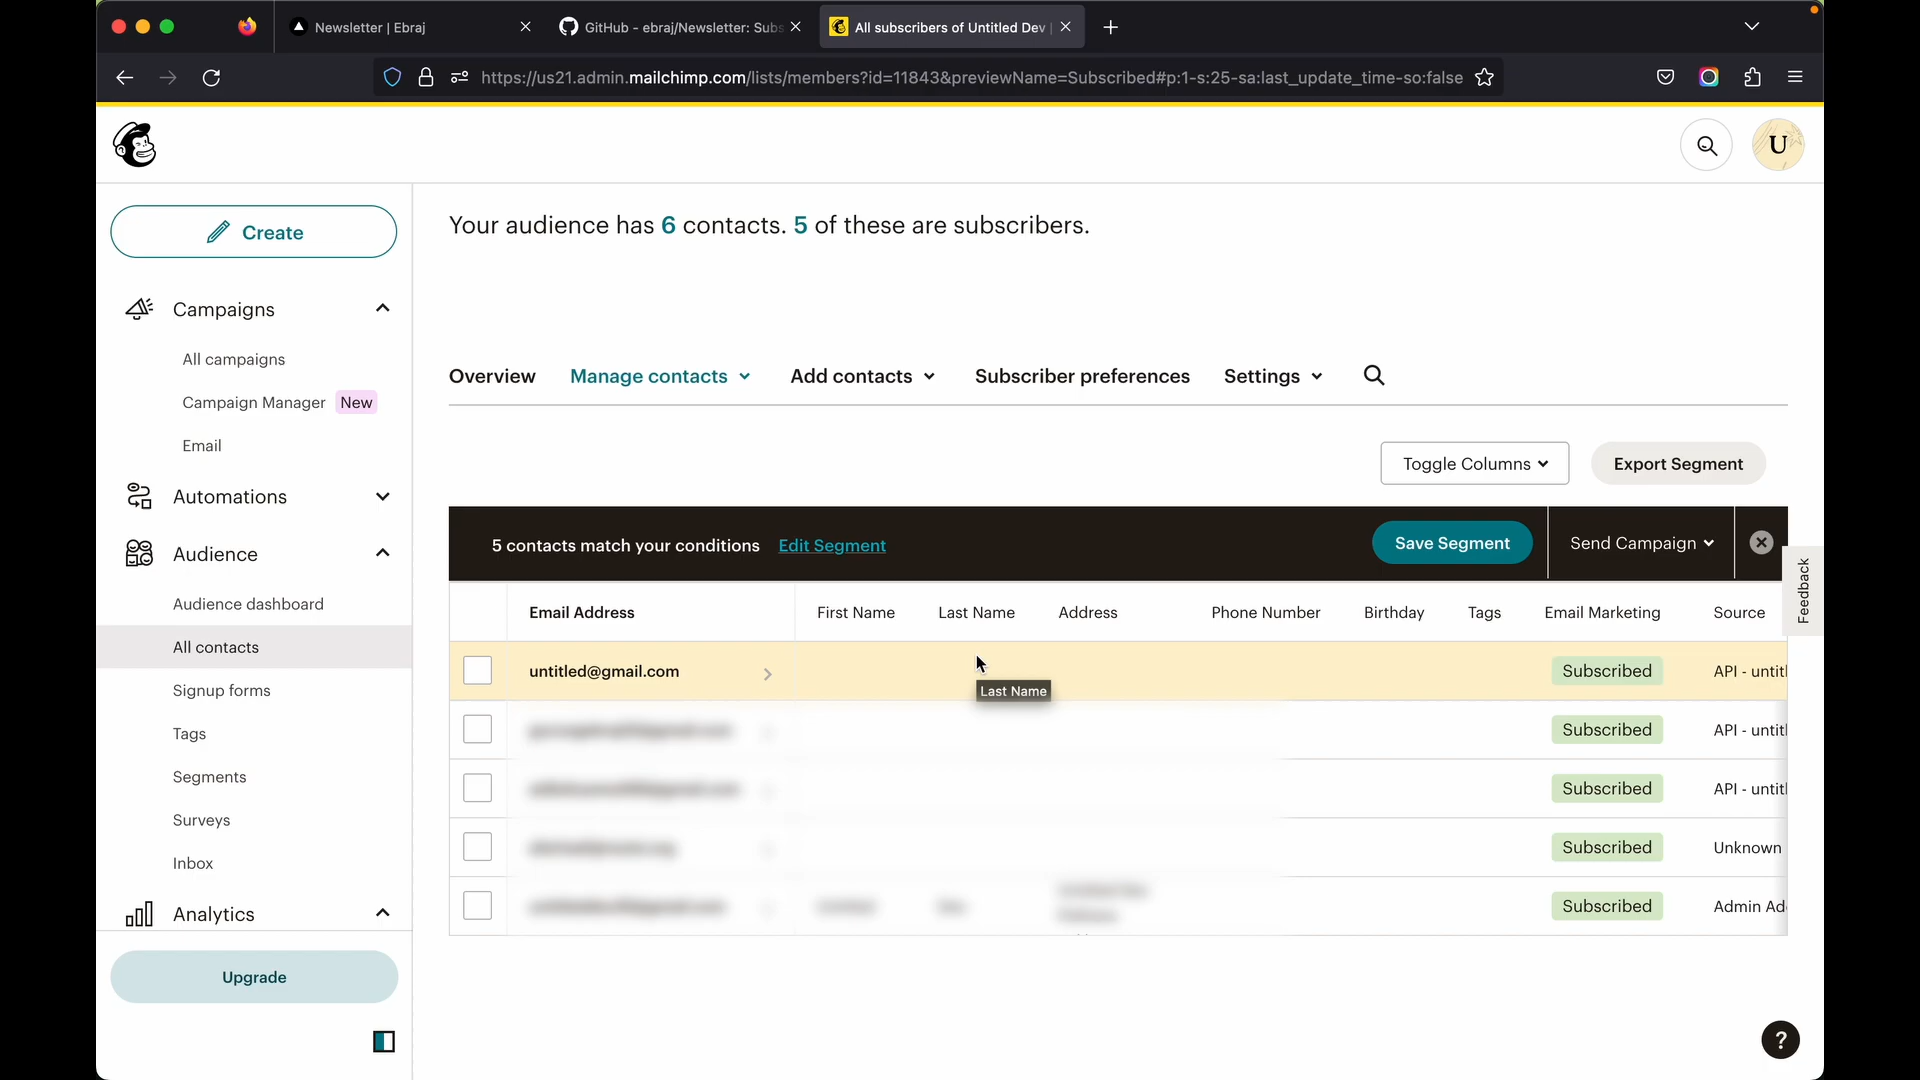 Newsletter | Ebraj
GitHub - ebraj/Newsletter: Subs
All subscribers of Untitled Dev |
https://us21.admin.mailchimp.com/lists/members?id=11843&previewName=Subscribed#p:1-s:25-sa:last_update_time-so:false
U
Create
Campaigns
All campaigns
Campaign Manager New
Email
Automations
Audience
Audience dashboard
All contacts
Signup forms
Tags
Segments
Surveys
Inbox
Analytics
Upgrade
Your audience has 6 contacts. 5 of these are subscribers.
Overview Manage contacts Add contacts Subscriber preferences Settings
Toggle Columns Export Segment
5 contacts match your conditions Edit Segment Save Segment Send Campaign
Feedback
Email Address First Name Last Name Address Phone Number Birthday Tags Email Marketing Source
untitled@gmail.com Subscribed API - untitl
Last Name
Subscribed API - untitl
Subscribed API - untitl
Subscribed Unknown
Subscribed Admin Ad
?